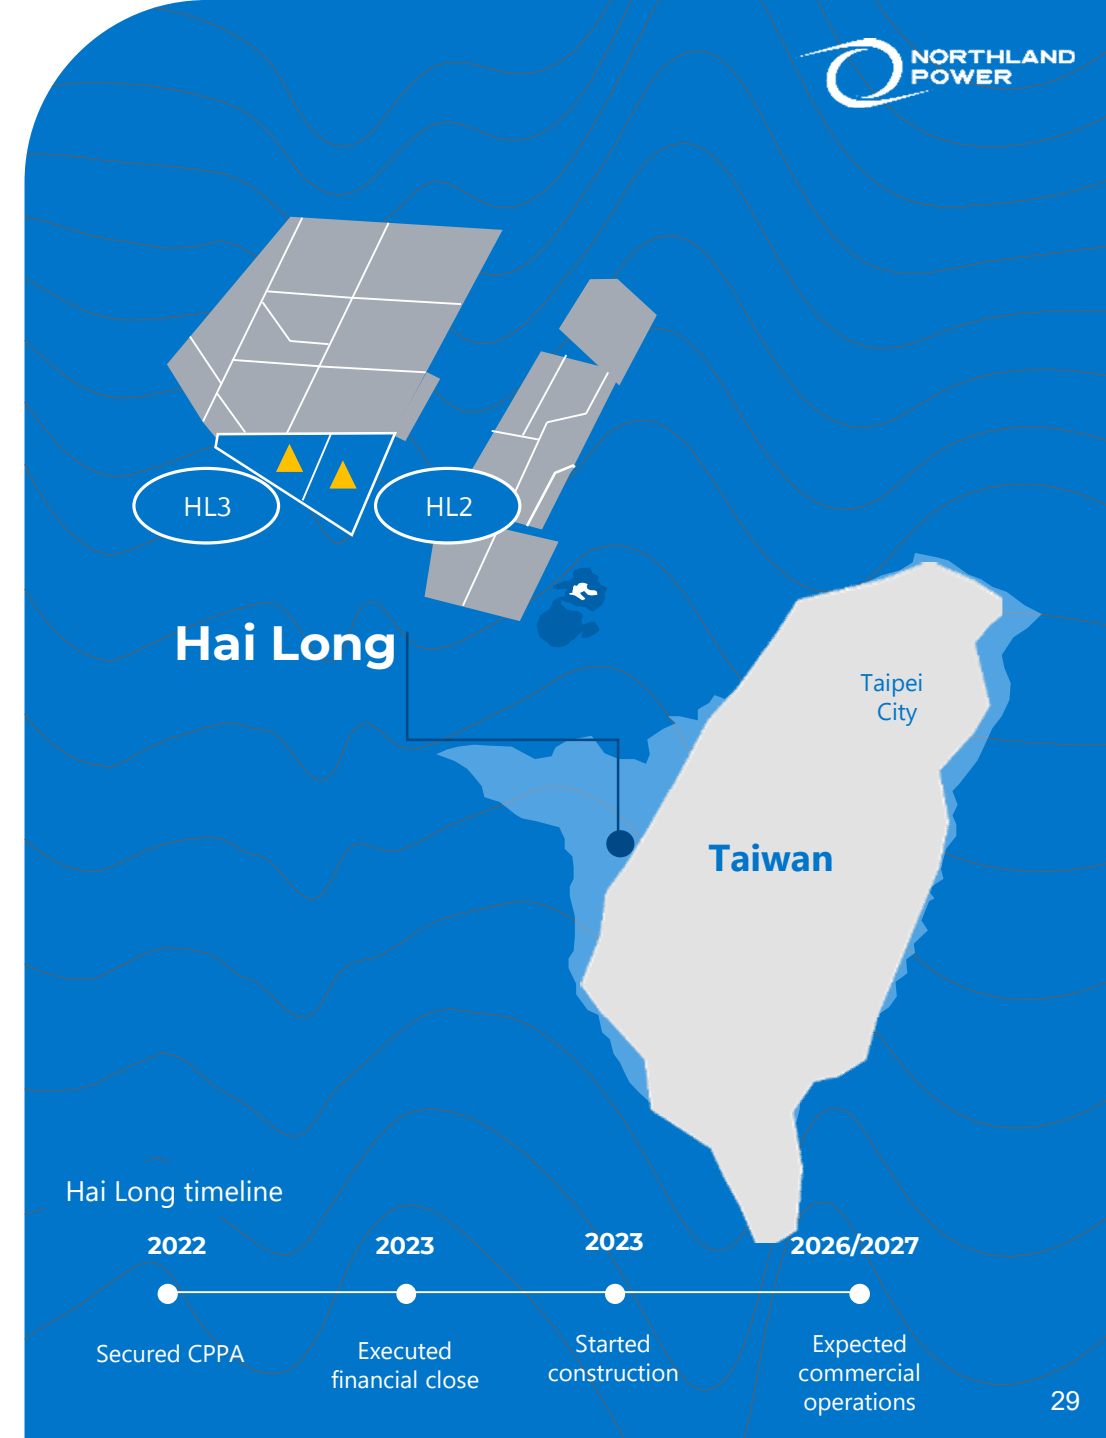 NORTHLAND
POWER
HL3
HL2
Hai Long
Taipei
City
Taiwan
Hai Long timeline
2022
2023
2023
2026/2027
Secured CPPA
Executed
financial close
Started
construction
Expected
commercial
operations
29